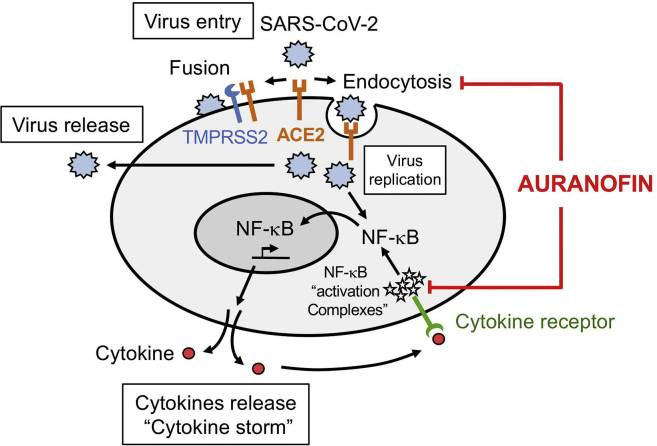 Virus entry
SARS-CoV-2
Fusion
Endocytosis
Virus release
TMPRSS2
ACE2
Virus
replication
AURANOFIN
NF-κB
NF-κB
NF-κB
“activation
Complexes”
Cytokine receptor
Cytokine
Cytokines release
“Cytokine storm”